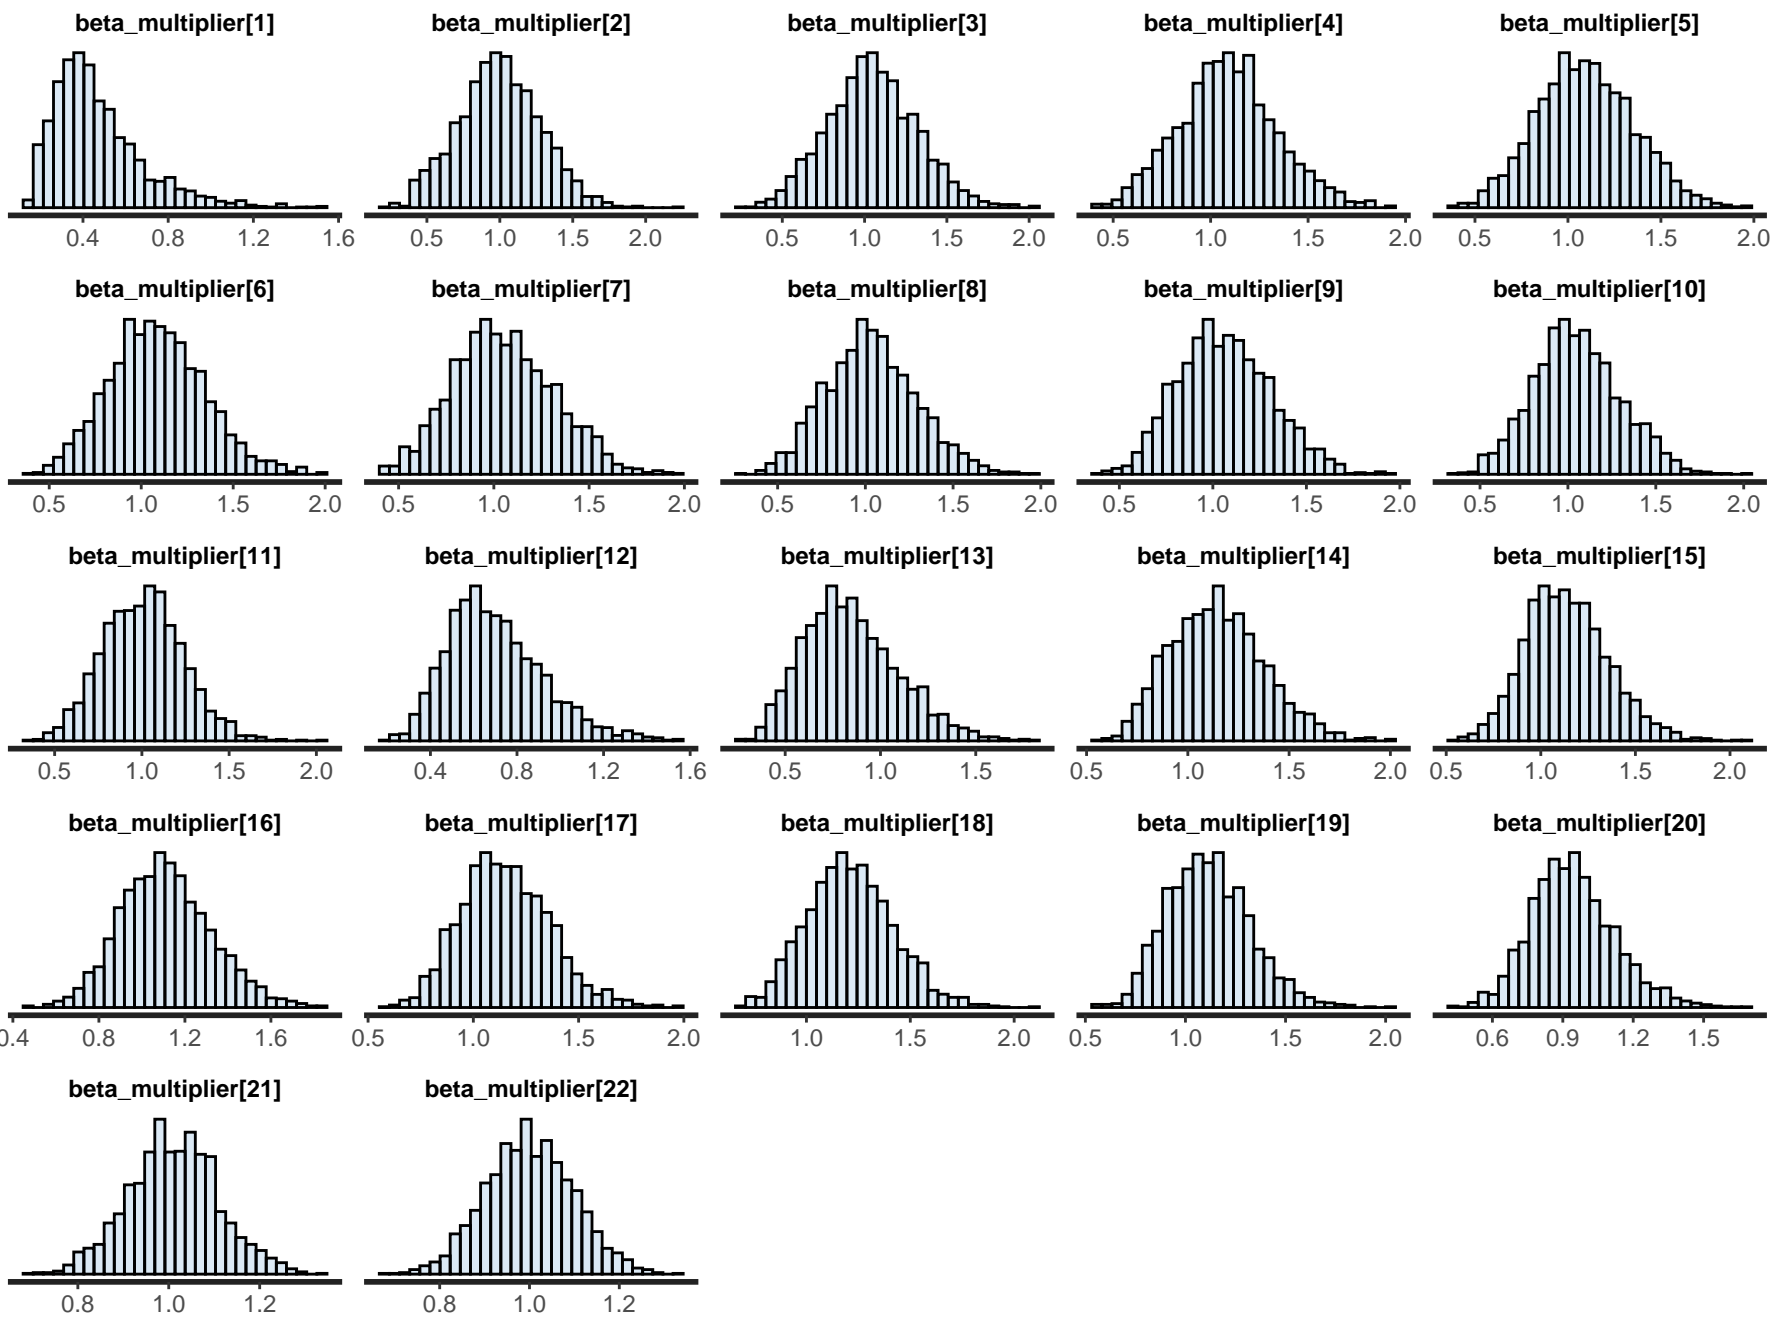 beta_multiplier[1] beta_multiplier[2] beta_multiplier[3] beta_multiplier[4] beta_multiplier[5]
0.4 0.8 1.2 1.6 0.5 1.0 1.5 2.0 0.5 1.0 1.5 2.0 0.5 1.0 1.5 2.0 0.5 1.0 1.5 2.0
beta_multiplier[6] beta_multiplier[7] beta_multiplier[8] beta_multiplier[9] beta_multiplier[10]
0.5 1.0 1.5 2.0 0.5 1.0 1.5 2.0 0.5 1.0 1.5 2.0 0.5 1.0 1.5 2.0 0.5 1.0 1.5 2.0
beta_multiplier[11] beta_multiplier[12] beta_multiplier[13] beta_multiplier[14] beta_multiplier[15]
0.5 1.0 1.5 2.0 0.4 0.8 1.2 1.6 0.5 1.0 1.5 0.5 1.0 1.5 2.0 0.5 1.0 1.5 2.0
beta_multiplier[16] beta_multiplier[17] beta_multiplier[18] beta_multiplier[19] beta_multiplier[20]
0.4 0.8 1.2 1.6 0.5 1.0 1.5 2.0 1.0 1.5 2.0 0.5 1.0 1.5 2.0 0.6 0.9 1.2 1.5
beta_multiplier[21] beta_multiplier[22]
0.8 1.0 1.2 0.8 1.0 1.2